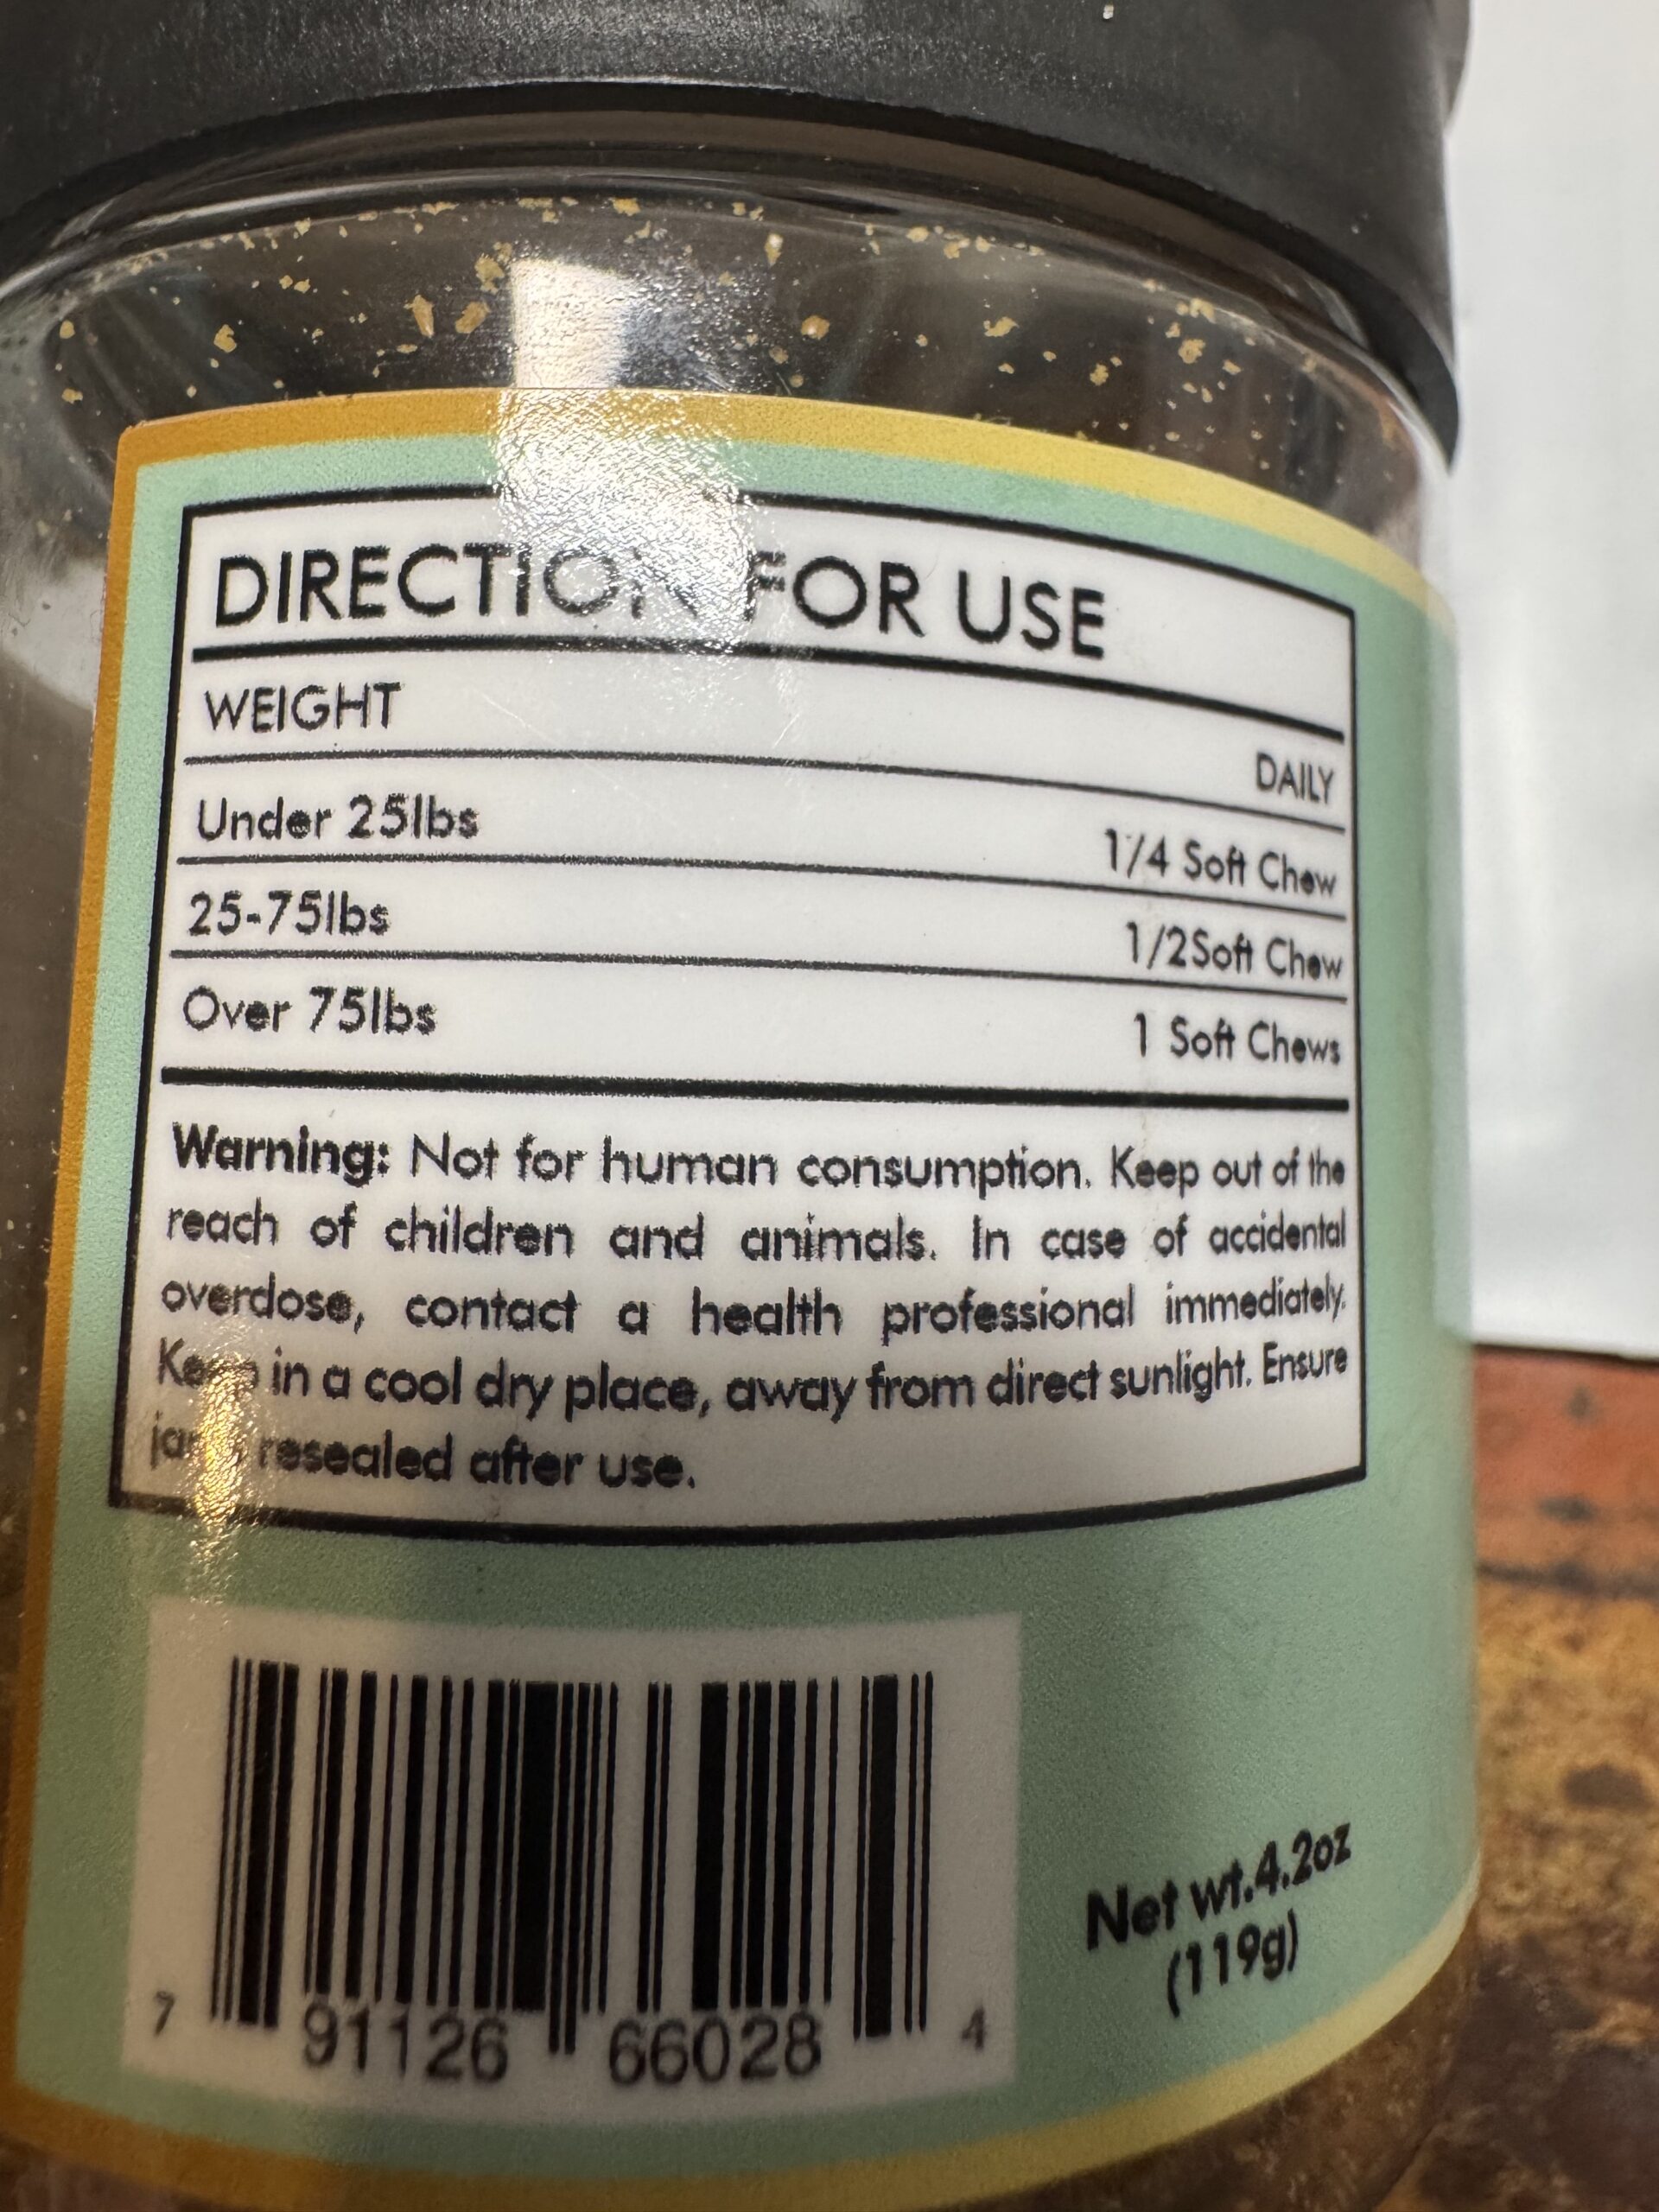 DIRECTION FOR USE
WEIGHT DAILY
Under 25lbs 1/4 Soft Chew
25-75lbs 1/2Soft Chew
Over 75lbs 1 Soft Chews
Warning: Not for human consumption. Keep out of the
reach of children and animals. In case of accidental
overdose, contact a health professional immediately.
Keep in a cool dry place, away from direct sunlight. Ensure
resealed after use.
Net wt.4.2oz
(119g)
7 91126 66028 4